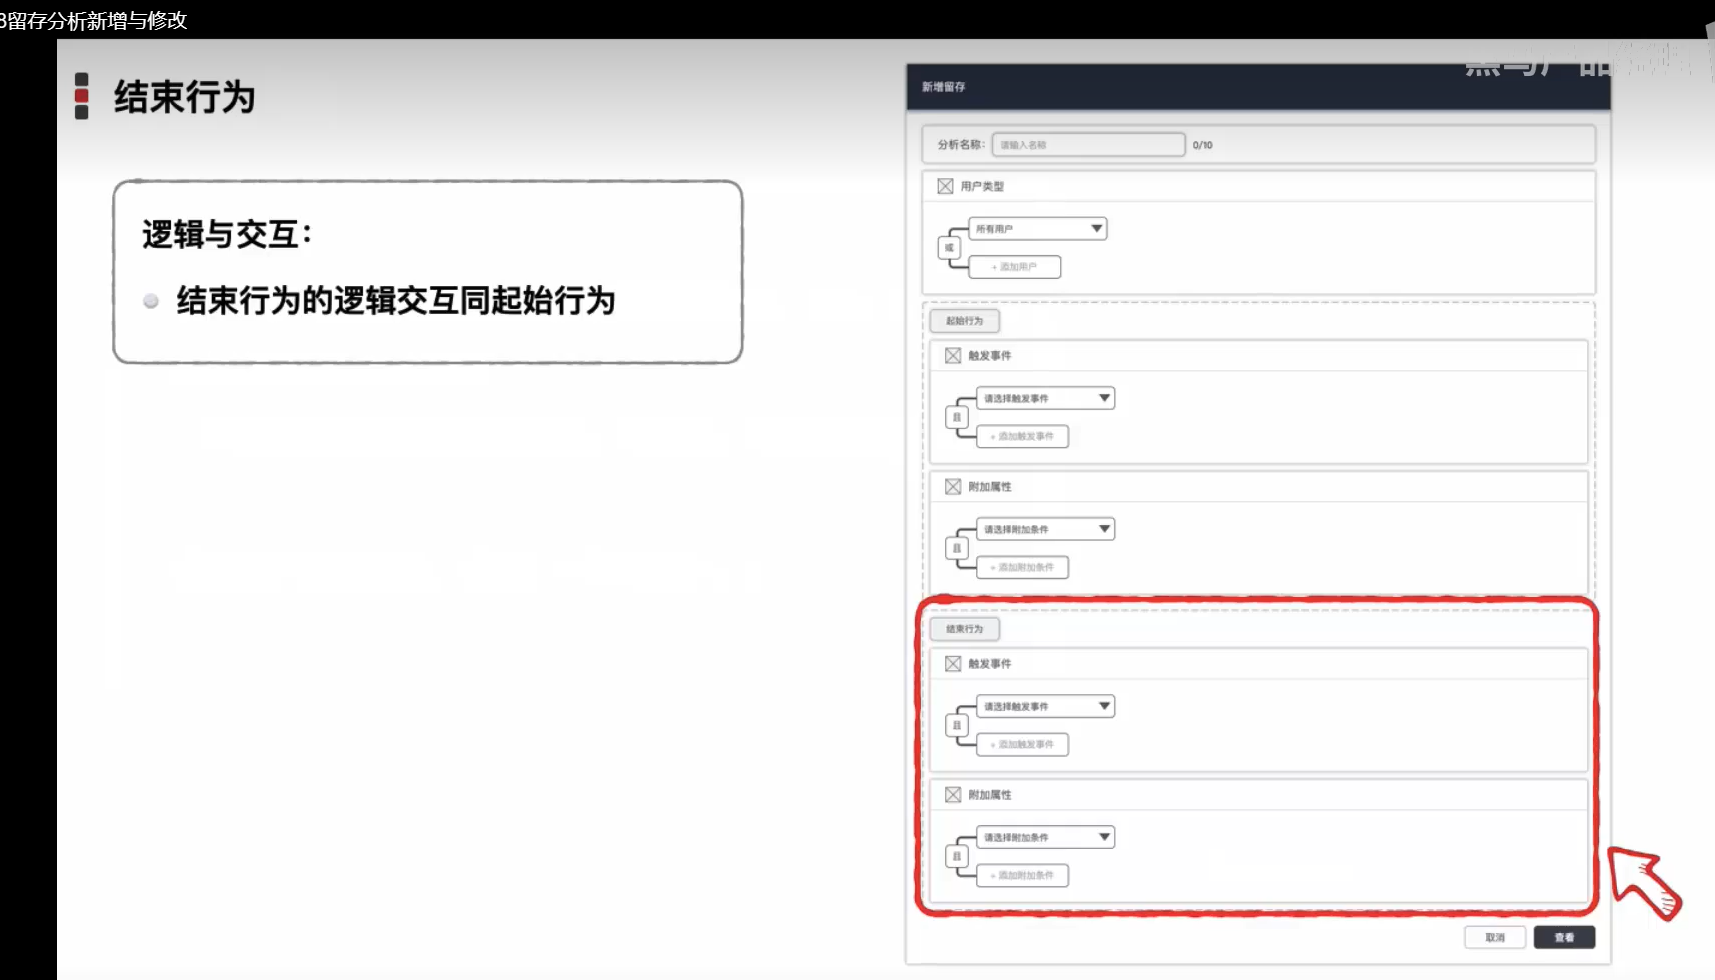 8留存分析新增与修改
结束行为
逻辑与交互：
结束行为的逻辑交互同起始行为
新增留存
分析名称： 请输入名称 0/10
用户类型
所有用户
或
+ 添加用户
起始行为
触发事件
请选择触发事件
且
+ 添加触发事件
附加属性
请选择附加条件
且
+ 添加附加条件
结束行为
触发事件
请选择触发事件
且
+ 添加触发事件
附加属性
请选择附加条件
且
+ 添加附加条件
取消 查看